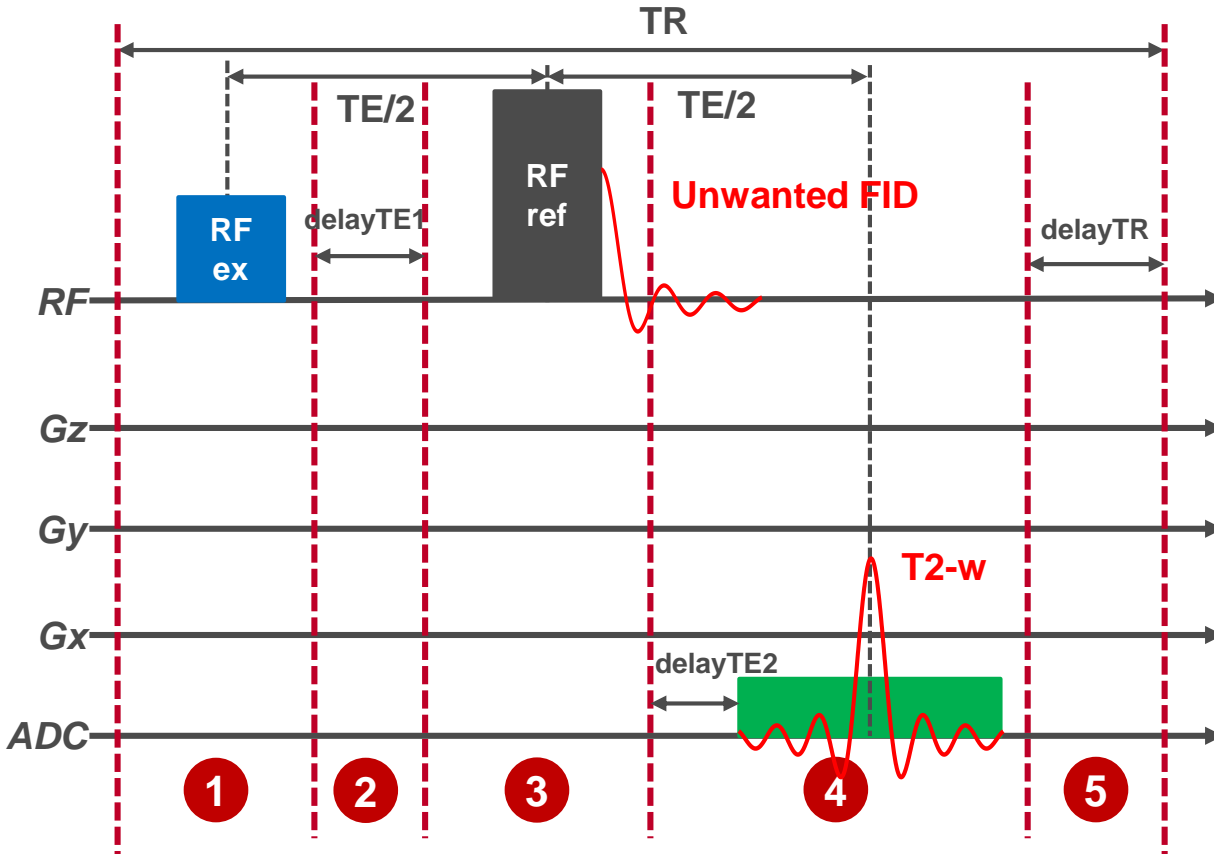 TR
TE/2
TE/2
RF
ex
delayTE1
RF
ref
Unwanted FID
delayTR
RF
Gz
Gy
T2-w
Gx
delayTE2
ADC
1
2
3
4
5